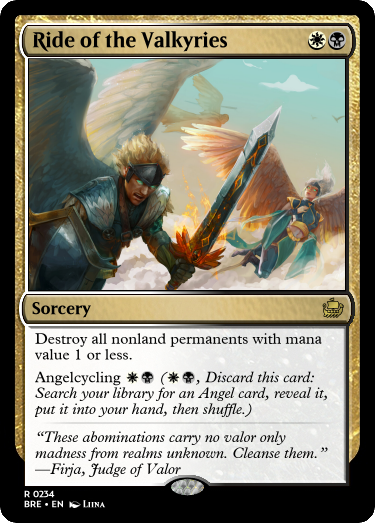 Ride of the Valkyries
Sorcery
Destroy all nonland permanents with mana
value 1 or less.
Angelcycling (, Discard this card:
Search your library for an Angel card, reveal it,
put it into your hand, then shuffle.)
“These abominations carry no valor only
madness from realms unknown. Cleanse them.”
—Firja, Judge of Valor
R 0234
BRE • EN Liina